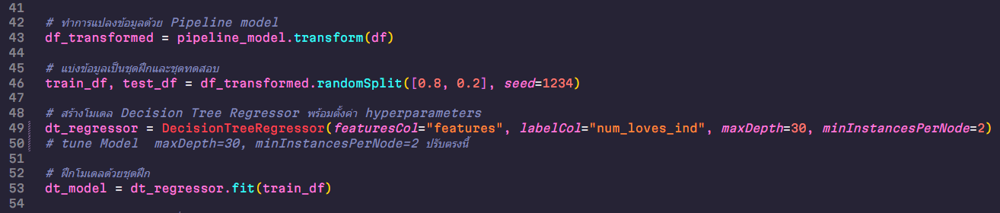 41
42 # ทำการแปลงข้อมูลด้วย Pipeline model
43 df_transformed = pipeline_model.transform(df)
44
45 # แบ่งข้อมูลเป็นชุดฝึกและชุดทดสอบ
46 train_df, test_df = df_transformed.randomSplit([0.8, 0.2], seed=1234)
47
48 # สร้างโมเดล Decision Tree Regressor พร้อมตั้งค่า hyperparameters
49 dt_regressor = DecisionTreeRegressor(featuresCol="features", labelCol="num_loves_ind", maxDepth=30, minInstancesPerNode=2)
50 # tune Model  maxDepth=30, minInstancesPerNode=2 ปรับตรงนี้
51
52 # ฝึกโมเดลด้วยชุดฝึก
53 dt_model = dt_regressor.fit(train_df)
54